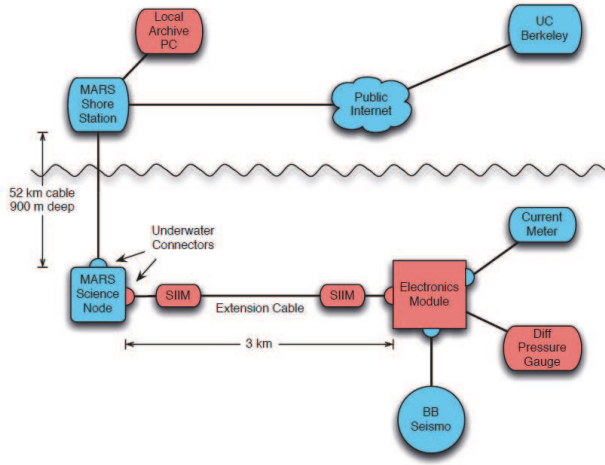 Local
Archive
PC
UC
Berkeley
MARS
Shore
Station
Public
Internet
52 km cable
900 m deep
Underwater
Connectors
Current
Meter
MARS
Science
Node
SIIM
SIIM
Extension Cable
Electronics
Module
3 km
Diff
Pressure
Gauge
BB
Seismo